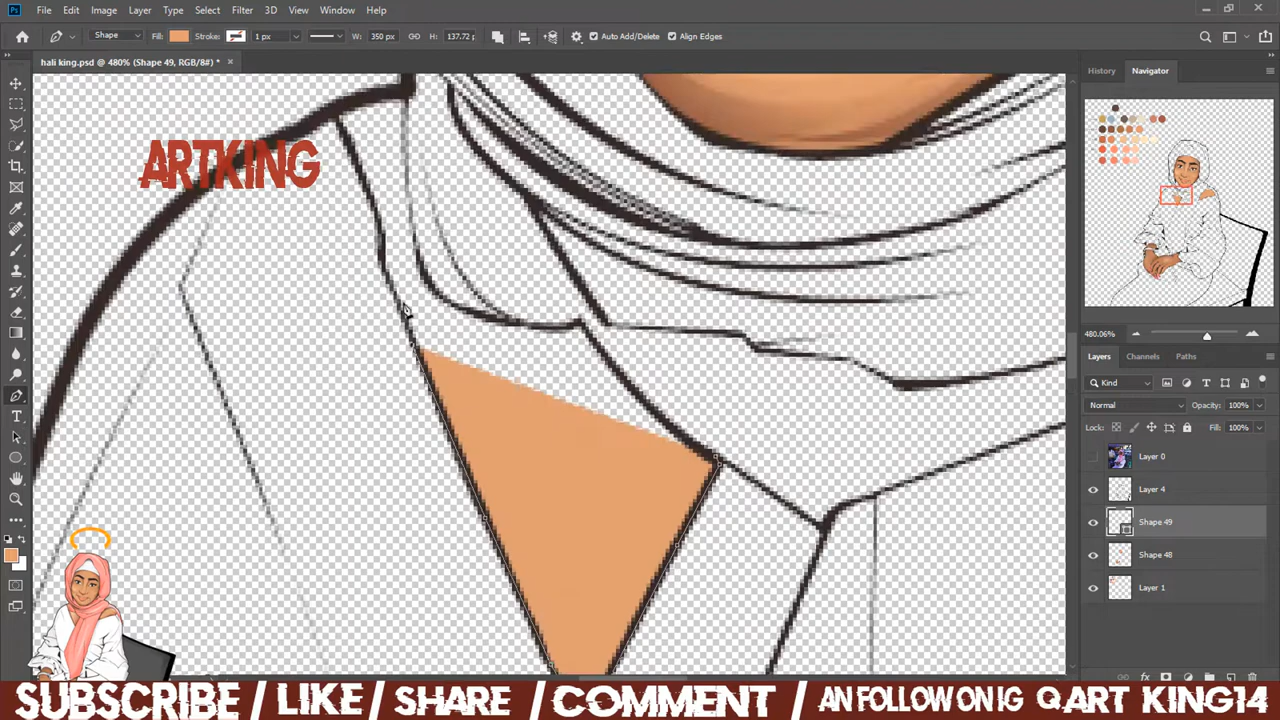 Ps File Edit Image Layer Type Select Filter 3D View Window Help
Shape Fill: Stroke: 1 px W: 350 px H: 137.72 p Auto Add/Delete Align Edges
hali king.psd @ 480% (Shape 49, RGB/8#) *
History Navigator
ARTKING
480.06%
Layers Channels Paths
Kind
Normal Opacity: 100%
Lock: Fill: 100%
Layer 0
Layer 4
Shape 49
Shape 48
Layer 1
fx
SUBSCRIBE / LIKE / SHARE / COMMENT / AN FOLLOW ON IG QART KING14